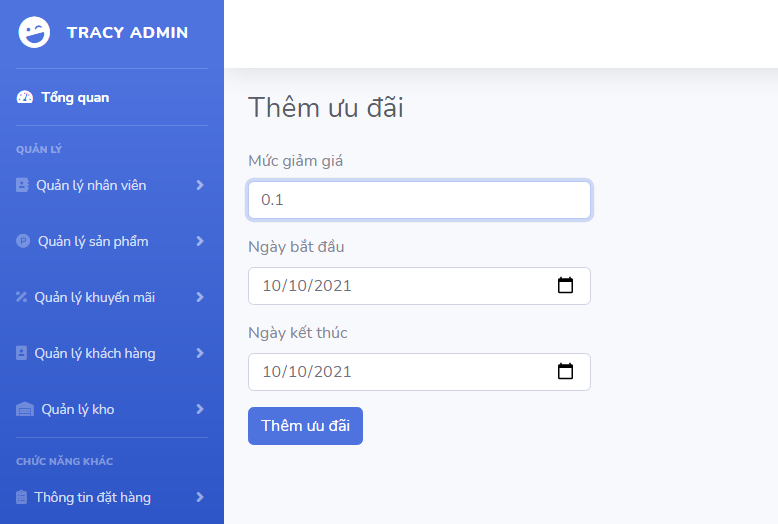 TRACY ADMIN
Tổng quan
QUẢN LÝ
Quản lý nhân viên
Quản lý sản phẩm
Quản lý khuyến mãi
Quản lý khách hàng
Quản lý kho
CHỨC NĂNG KHÁC
Thông tin đặt hàng
Thêm ưu đãi
Mức giảm giá
0.1
Ngày bắt đầu
10/10/2021
Ngày kết thúc
10/10/2021
Thêm ưu đãi